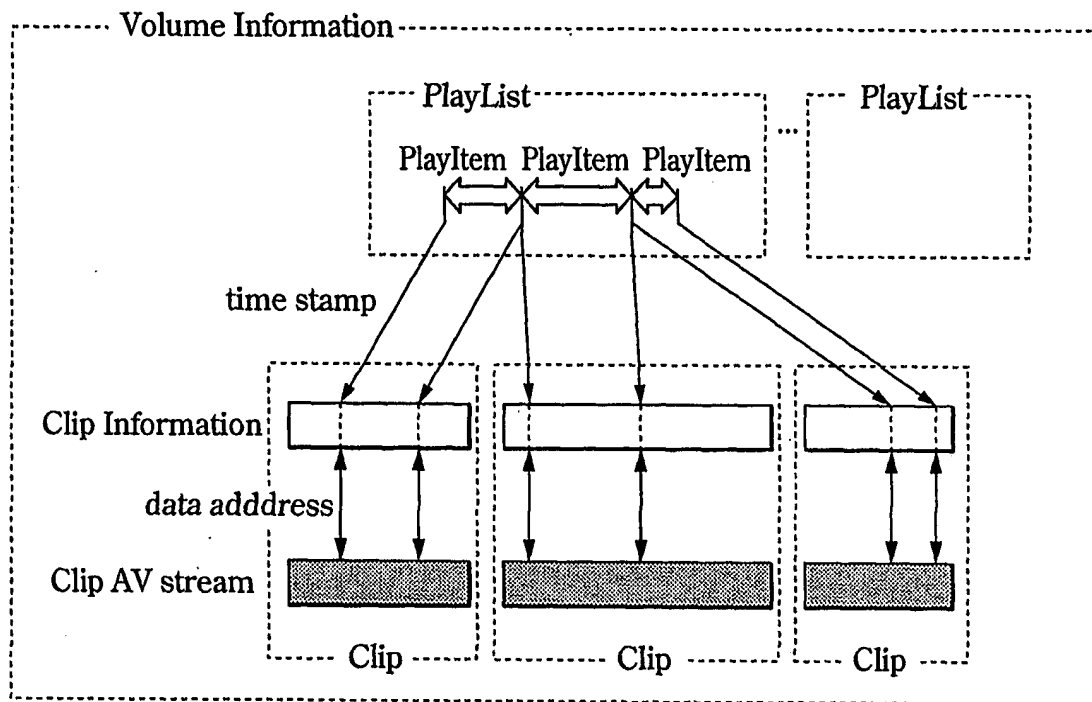 Volume Information
PlayList
PlayList
...
PlayItem PlayItem PlayItem
time stamp
Clip Information
data adddress
Clip AV stream
Clip
Clip
Clip